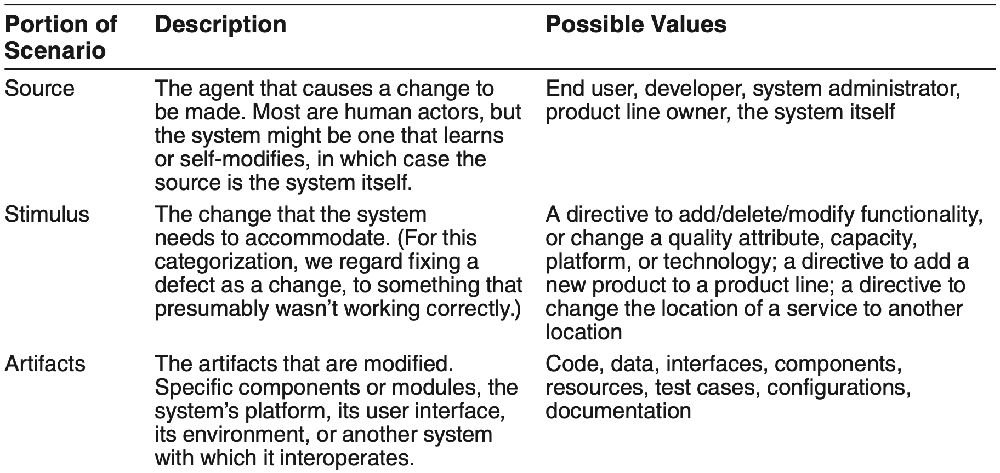 Portion of Scenario
Description
Possible Values
Source
The agent that causes a change to
be made. Most are human actors, but
the system might be one that learns
or self-modifies, in which case the
source is the system itself.
End user, developer, system administrator,
product line owner, the system itself
Stimulus
The change that the system
needs to accommodate. (For this
categorization, we regard fixing a
defect as a change, to something that
presumably wasn’t working correctly.)
A directive to add/delete/modify functionality,
or change a quality attribute, capacity,
platform, or technology; a directive to add a
new product to a product line; a directive to
change the location of a service to another
location
Artifacts
The artifacts that are modified.
Specific components or modules, the
system’s platform, its user interface,
its environment, or another system
with which it interoperates.
Code, data, interfaces, components,
resources, test cases, configurations,
documentation